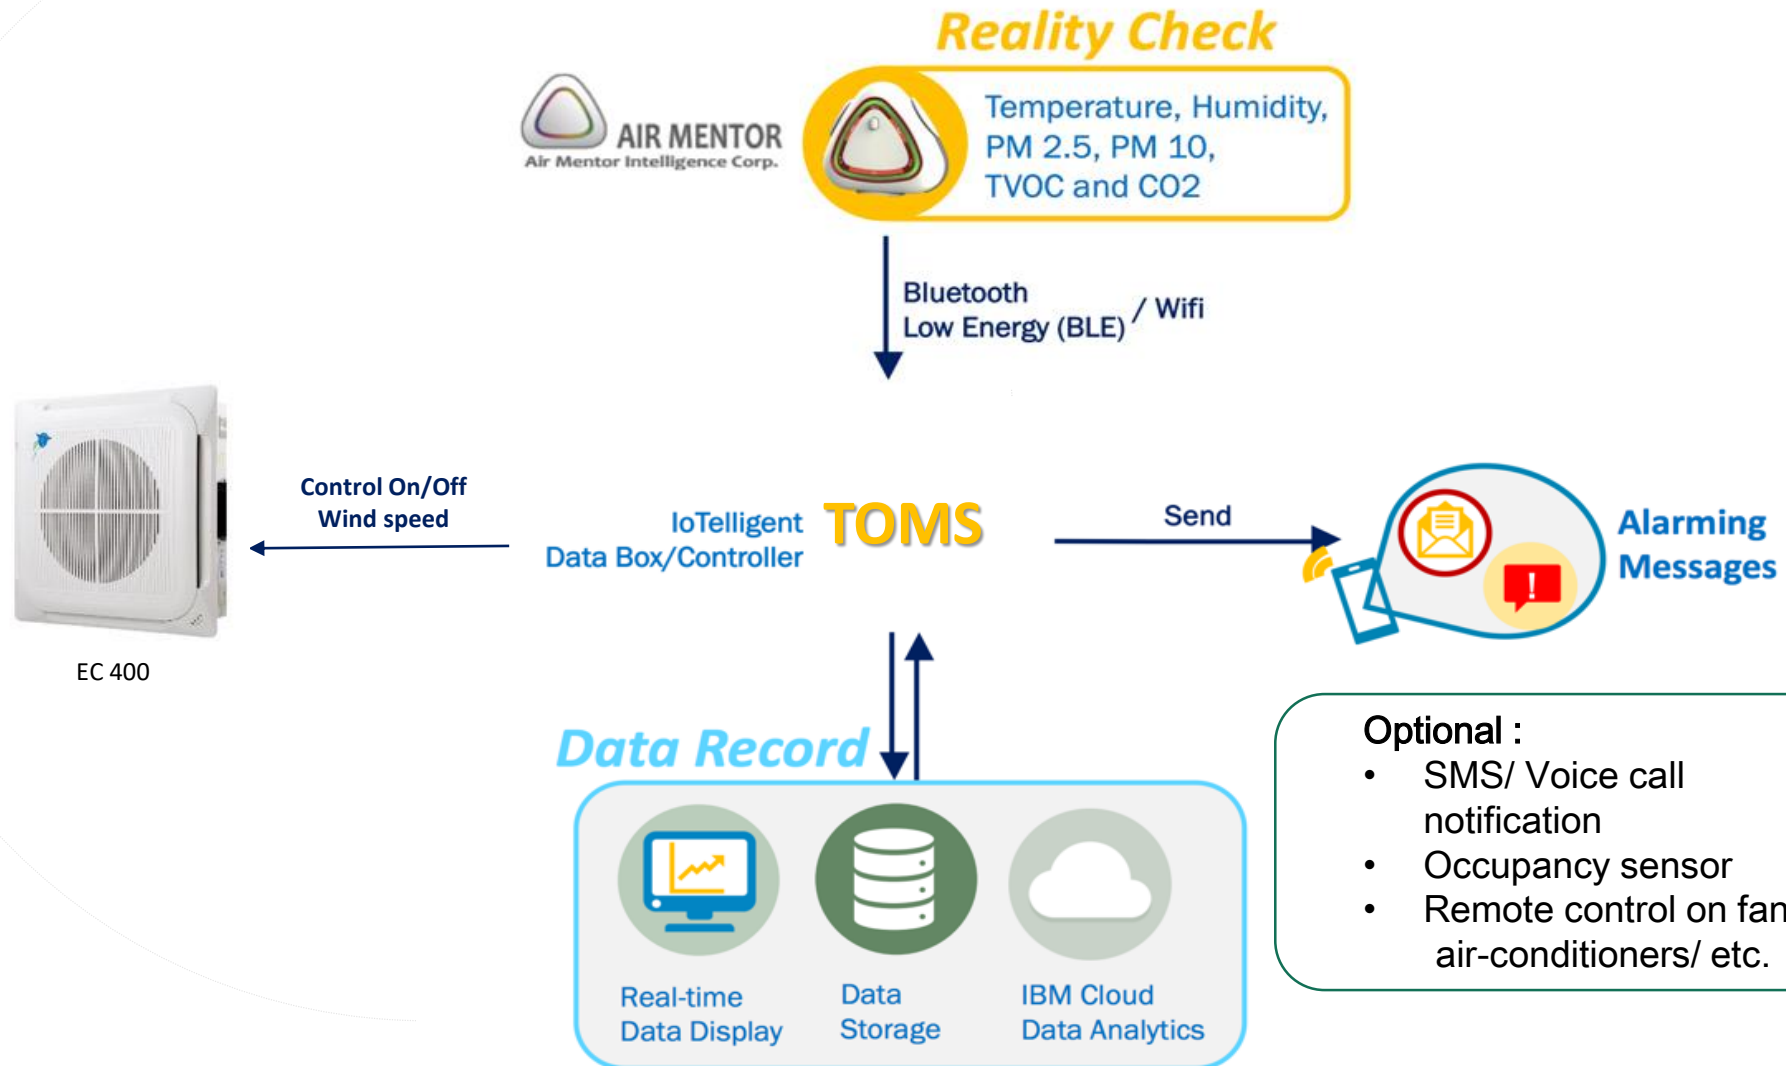 Reality Check
AIR MENTOR
Air Mentor Intelligence Corp.
Temperature, Humidity,
PM 2.5, PM 10,
TVOC and CO2
Bluetooth
Low Energy (BLE) / Wifi
Control On/Off
Wind speed
IoTelligent
Data Box/Controller
TOMS
Send
Alarming
Messages
!
EC 400
Data Record
Real-time
Data Display
Data
Storage
IBM Cloud
Data Analytics
Optional :
• SMS/ Voice call
notification
• Occupancy sensor
• Remote control on fan
air-conditioners/ etc.